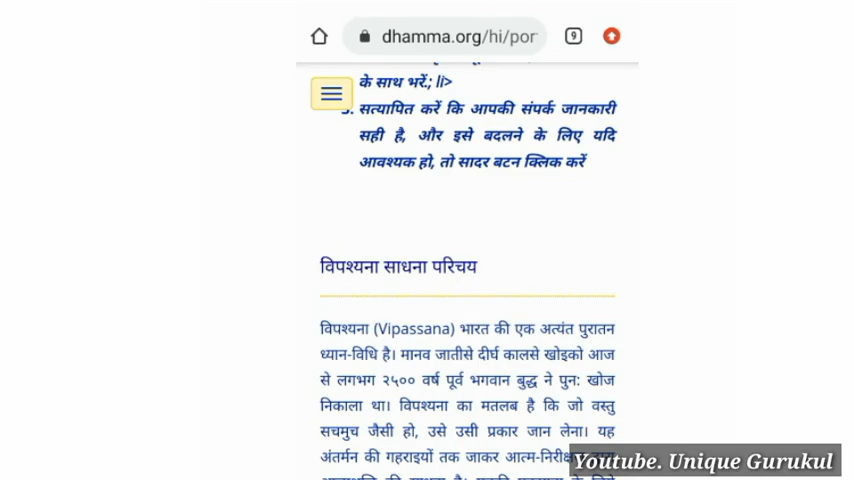 dhamma.org/hi/por
9
के साथ भरें.; li>
3. सत्यापित करें कि आपकी संपर्क जानकारी
सही है, और इसे बदलने के लिए यदि
आवश्यक हो, तो सादर बटन क्लिक करें
विपश्यना साधना परिचय
विपश्यना (Vipassana) भारत की एक अत्यंत पुरातन
ध्यान-विधि है। मानव जातीसे दीर्घ कालसे खोइको आज
से लगभग २५०० वर्ष पूर्व भगवान बुद्ध ने पुन: खोज
निकाला था। विपश्यना का मतलब है कि जो वस्तु
सचमुच जैसी हो, उसे उसी प्रकार जान लेना। यह
अंतर्मन की गहराइयों तक जाकर आत्म-निरीक्षण
Youtube. Unique Gurukul